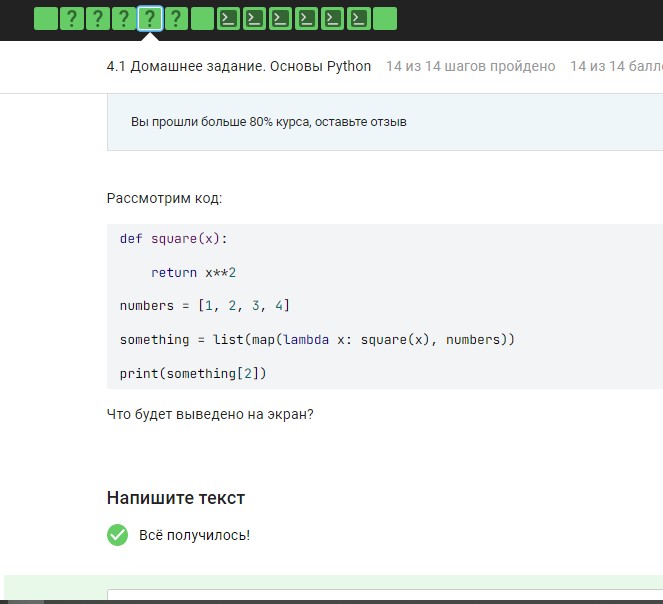 ? ? ? ? ?
4.1 Домашнее задание. Основы Python 14 из 14 шагов пройдено 14 из 14
Вы прошли больше 80% курса, оставьте отзыв
Рассмотрим код:
def square(x):
    return x**2
numbers = [1, 2, 3, 4]
something = list(map(lambda x: square(x), numbers))
print(something[2])
Что будет выведено на экран?
Напишите текст
Всё получилось!